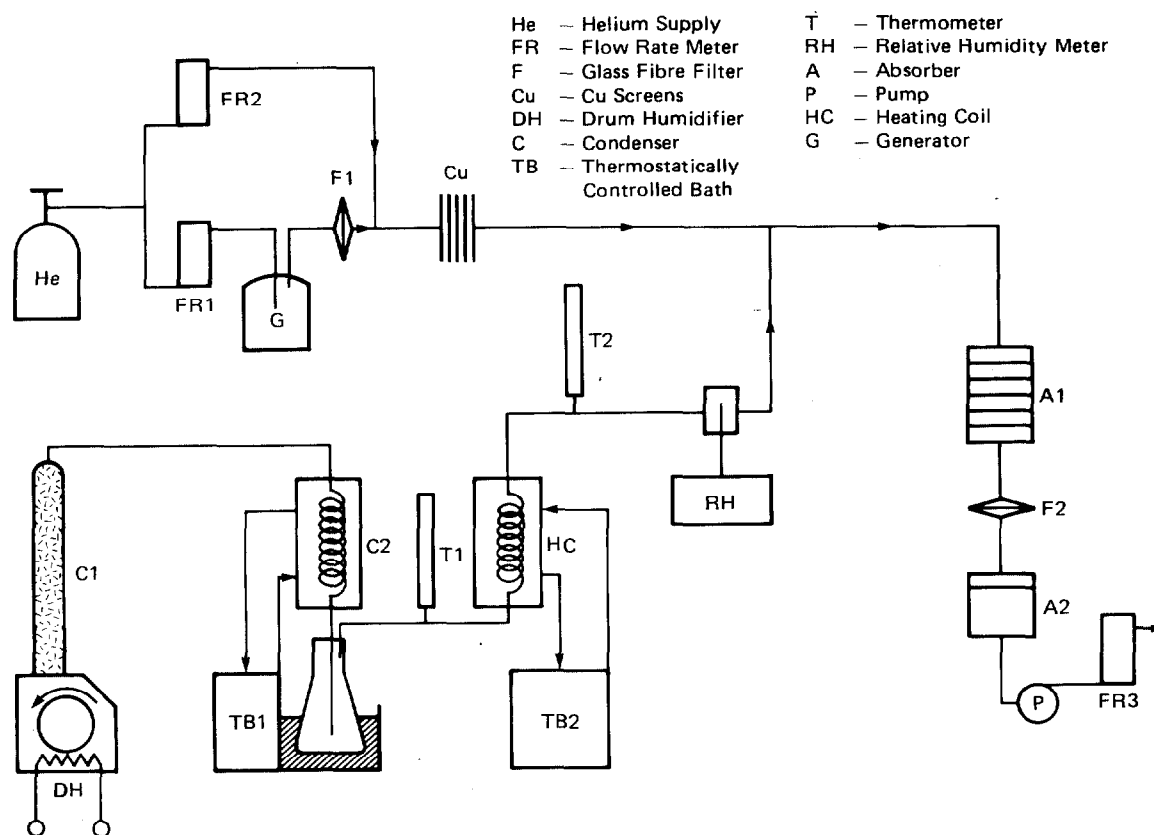 He – Helium Supply
FR – Flow Rate Meter
F – Glass Fibre Filter
Cu – Cu Screens
DH – Drum Humidifier
C – Condenser
TB – Thermostatically
Controlled Bath
T – Thermometer
RH – Relative Humidity Meter
A – Absorber
P – Pump
HC – Heating Coil
G – Generator
FR2
F1
Cu
He
FR1
G
T2
A1
RH
F2
C1
C2
T1
HC
A2
TB1
TB2
P
FR3
DH